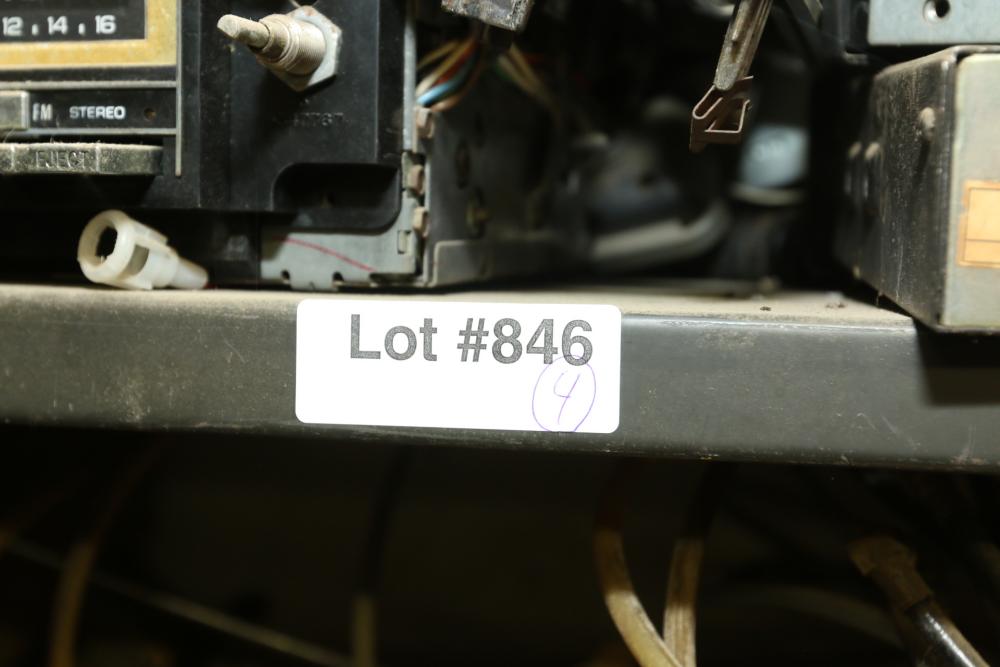 12 . 14 . 16
FM STEREO
EJECT
Lot #846
4